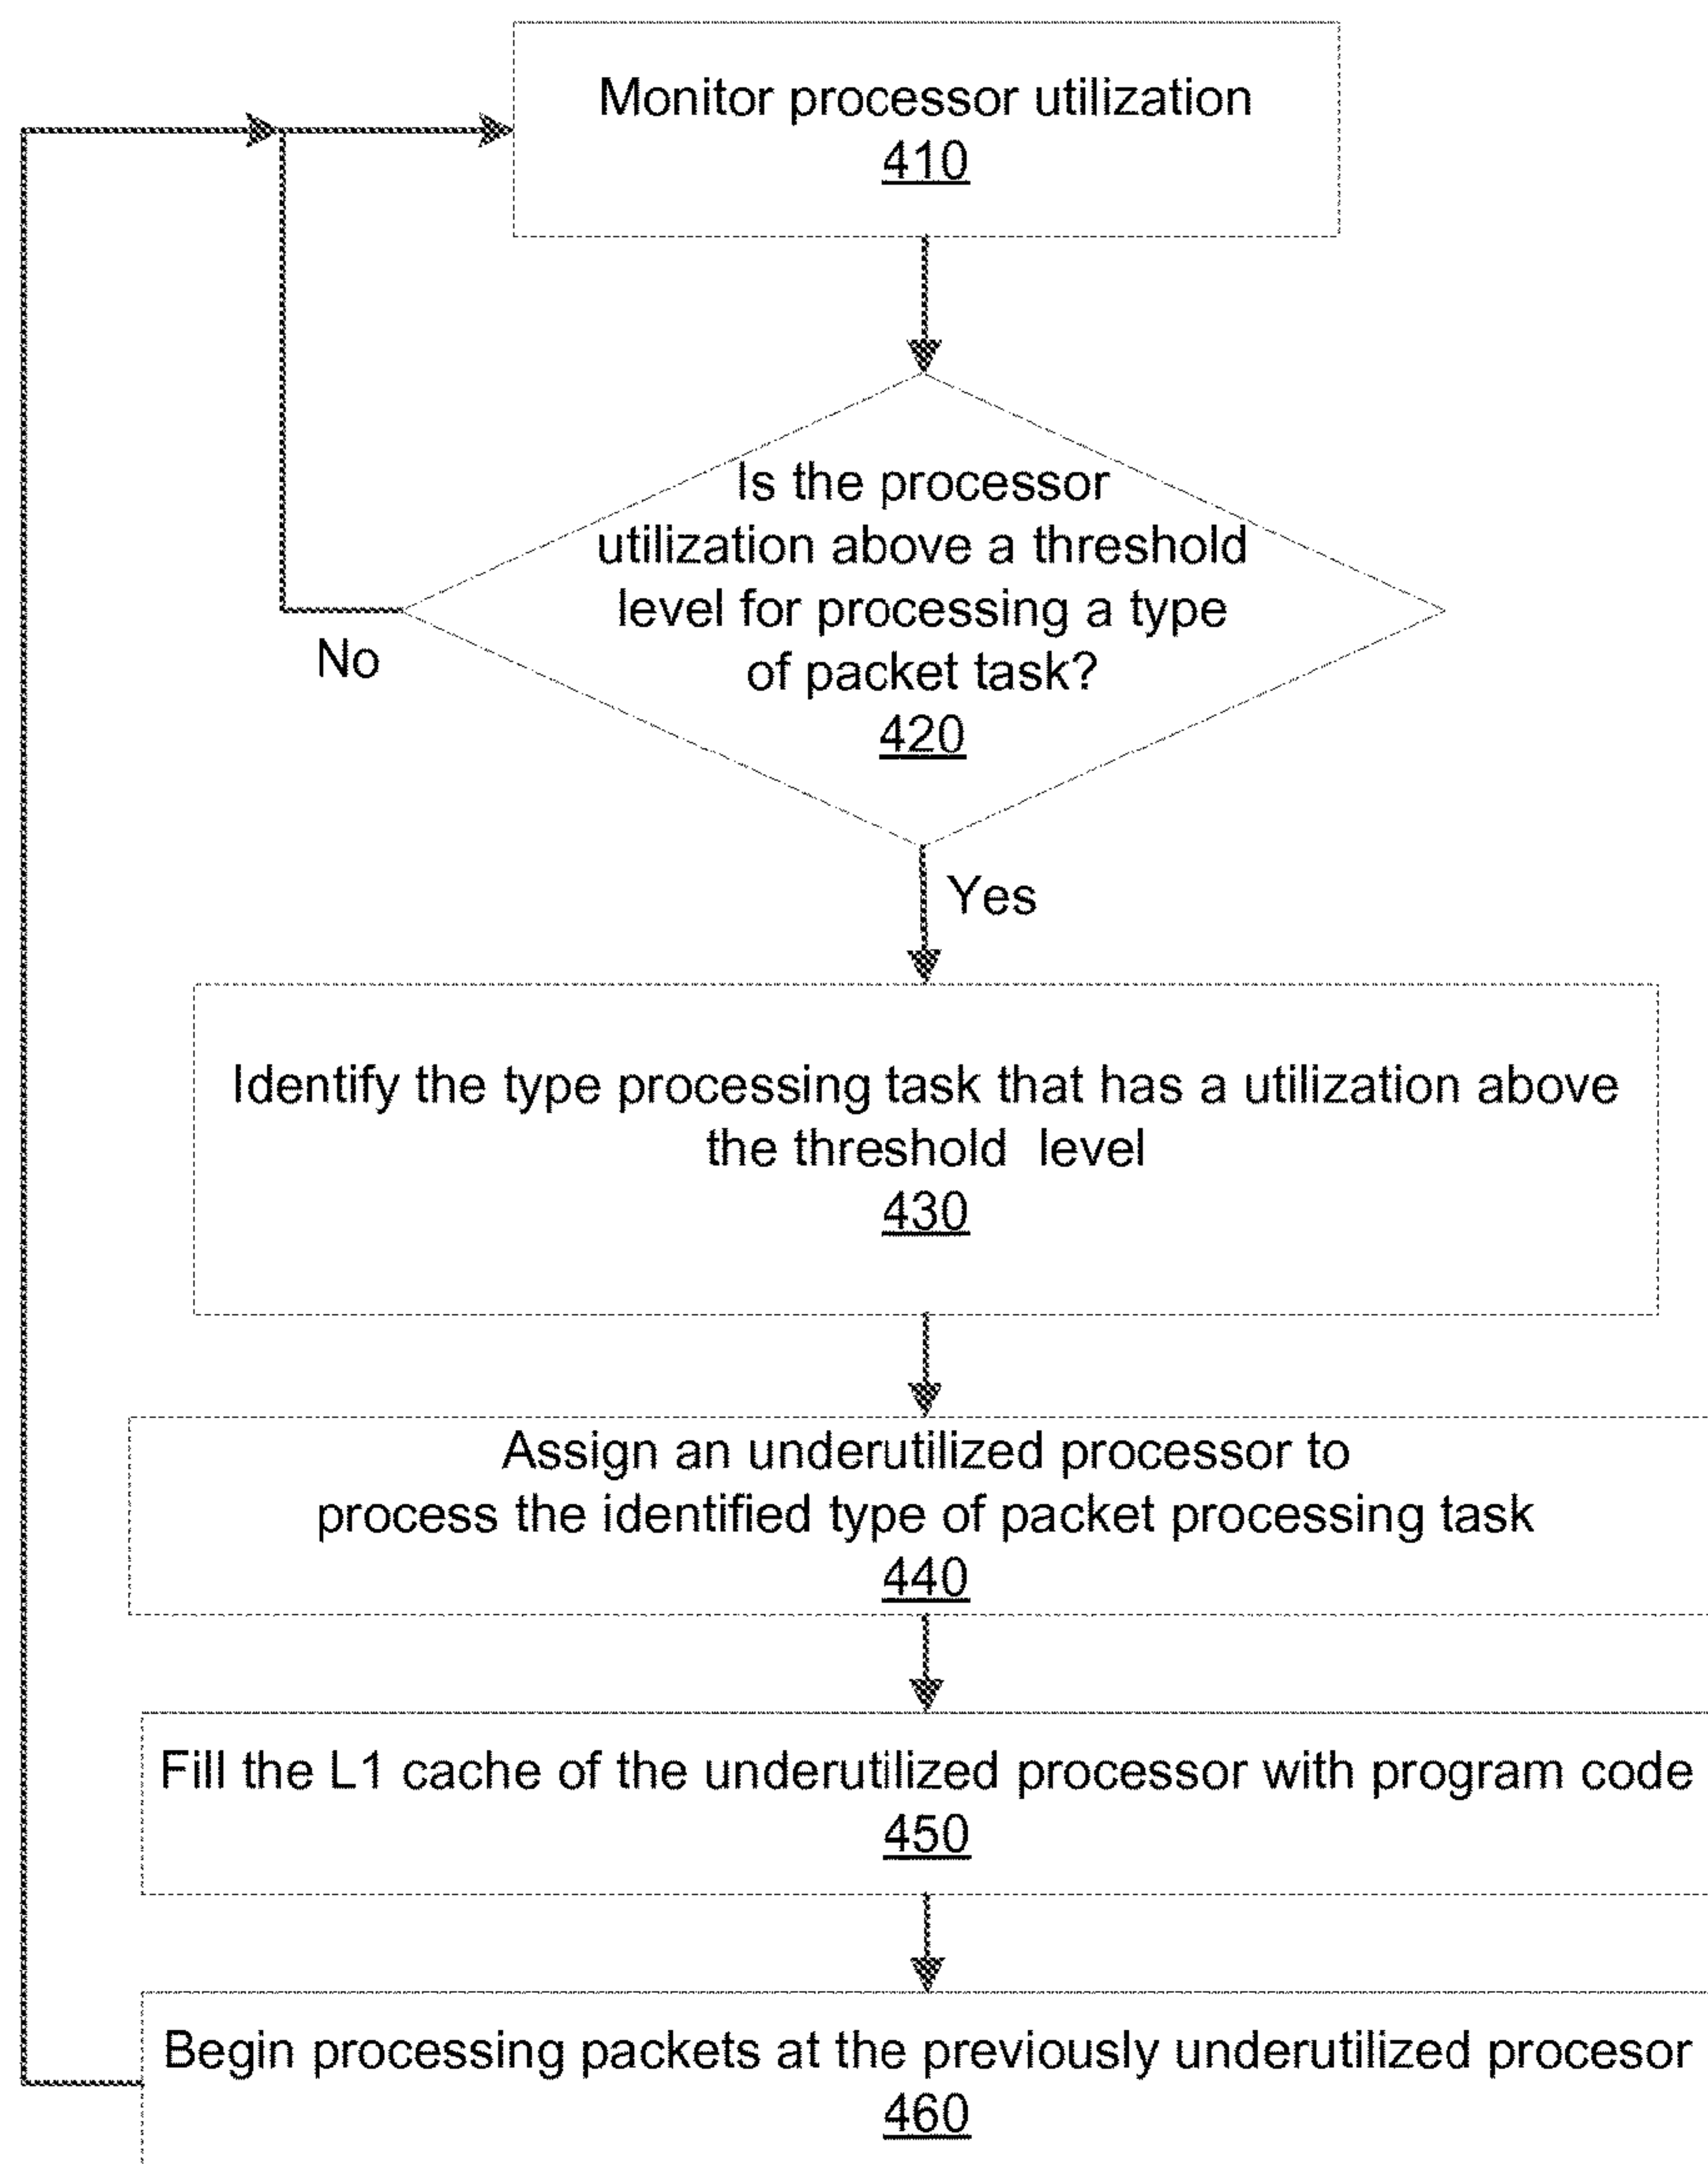 Monitor processor utilization
410
Is the processor
utilization above a threshold
level for processing a type
of packet task?
420
No
Yes
Identify the type processing task that has a utilization above
the threshold level
430
Assign an underutilized processor to
process the identified type of packet processing task
440
Fill the L1 cache of the underutilized processor with program code
450
Begin processing packets at the previously underutilized procesor
460